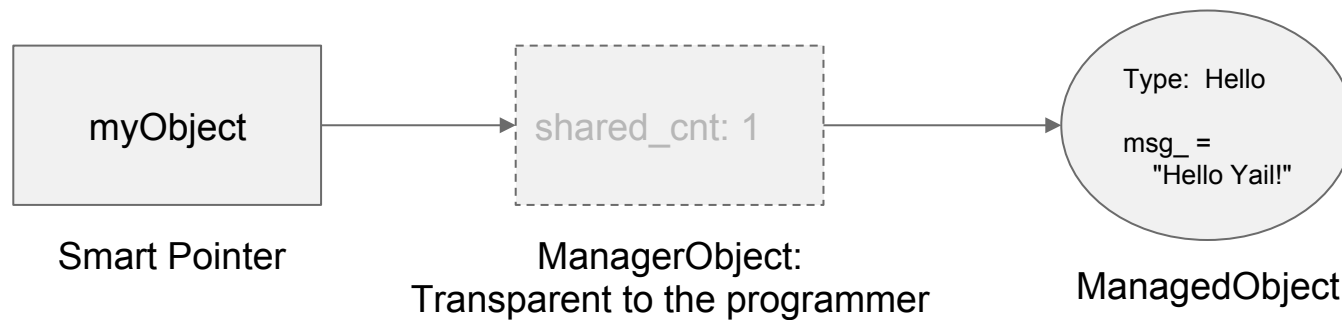 myObject
shared_cnt: 1
Type: Hello
msg_ =
"Hello Yail!"
Smart Pointer
ManagerObject:
Transparent to the programmer
ManagedObject